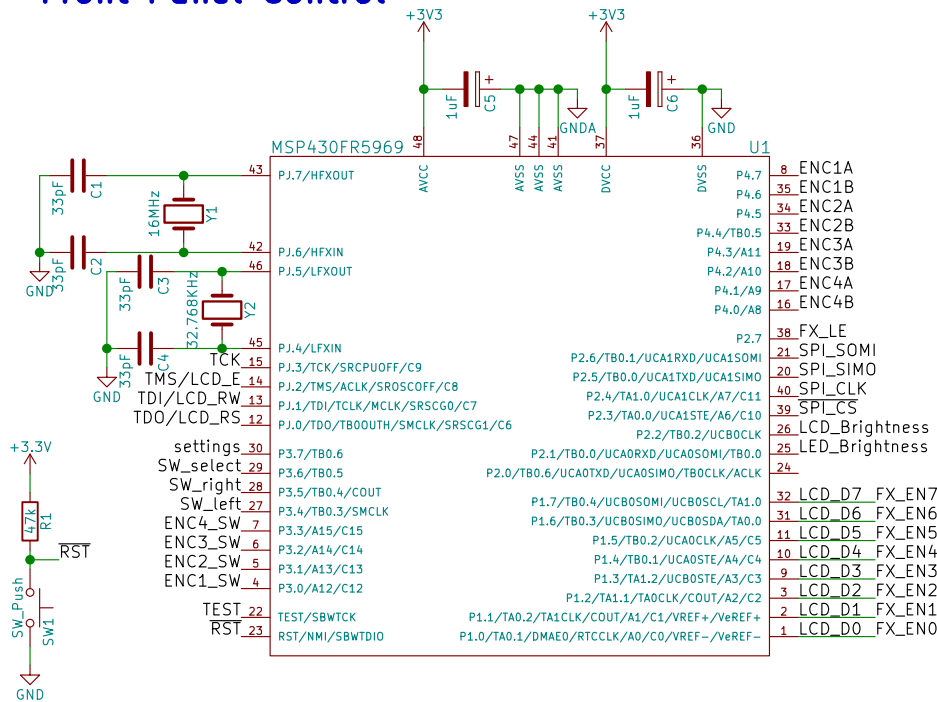 Front Panel Control
+3V3
+3V3
1uF
C5
+
1uF
C6
+
GNDA
GND
48
47
44
41
37
36
MSP430FR5969
U1
AVCC
AVSS
AVSS
AVSS
DVCC
DVSS
33pF
C1
16MHz
Y1
33pF
C2
GND
33pF
C3
32.768KHz
Y2
33pF
C4
GND
43 PJ.7/HFXOUT
42 PJ.6/HFXIN
46 PJ.5/LFXOUT
45 PJ.4/LFXIN
TCK 15 PJ.3/TCK/SRCPUOFF/C9
TMS/LCD_E 14 PJ.2/TMS/ACLK/SROSCOFF/C8
TDI/LCD_RW 13 PJ.1/TDI/TCLK/MCLK/SRSCG0/C7
TDO/LCD_RS 12 PJ.0/TDO/TB0OUTH/SMCLK/SRSCG1/C6
settings 30 P3.7/TB0.6
SW_select 29 P3.6/TB0.5
SW_right 28 P3.5/TB0.4/COUT
SW_left 27 P3.4/TB0.3/SMCLK
ENC4_SW 7 P3.3/A15/C15
ENC3_SW 6 P3.2/A14/C14
ENC2_SW 5 P3.1/A13/C13
ENC1_SW 4 P3.0/A12/C12
TEST 22 TEST/SBWTCK
RST 23 RST/NMI/SBWTDIO
P4.7 8 ENC1A
P4.6 35 ENC1B
P4.5 34 ENC2A
P4.4/TB0.5 33 ENC2B
P4.3/A11 19 ENC3A
P4.2/A10 18 ENC3B
P4.1/A9 17 ENC4A
P4.0/A8 16 ENC4B
P2.7 38 FX_LE
P2.6/TB0.1/UCA1RXD/UCA1SOMI 21 SPI_SOMI
P2.5/TB0.0/UCA1TXD/UCA1SIMO 20 SPI_SIMO
P2.4/TA1.0/UCA1CLK/A7/C11 40 SPI_CLK
P2.3/TA0.0/UCA1STE/A6/C10 39 SPI_CS
P2.2/TB0.2/UCB0CLK 26 LCD_Brightness
P2.1/TB0.0/UCA0RXD/UCA0SOMI/TB0.0 25 LED_Brightness
P2.0/TB0.6/UCA0TXD/UCA0SIMO/TB0CLK/ACLK 24
P1.7/TB0.4/UCB0SOMI/UCB0SCL/TA1.0 32 LCD_D7 FX_EN7
P1.6/TB0.3/UCB0SIMO/UCB0SDA/TA0.0 31 LCD_D6 FX_EN6
P1.5/TB0.2/UCA0CLK/A5/C5 11 LCD_D5 FX_EN5
P1.4/TB0.1/UCA0STE/A4/C4 10 LCD_D4 FX_EN4
P1.3/TA1.2/UCB0STE/A3/C3 9 LCD_D3 FX_EN3
P1.2/TA1.1/TA0CLK/COUT/A2/C2 3 LCD_D2 FX_EN2
P1.1/TA0.2/TA1CLK/COUT/A1/C1/VREF+/VeREF+ 2 LCD_D1 FX_EN1
P1.0/TA0.1/DMAE0/RTCCLK/A0/C0/VREF-/VeREF- 1 LCD_D0 FX_EN0
+3.3V
47k
R1
RST
SW_Push
SW1
GND